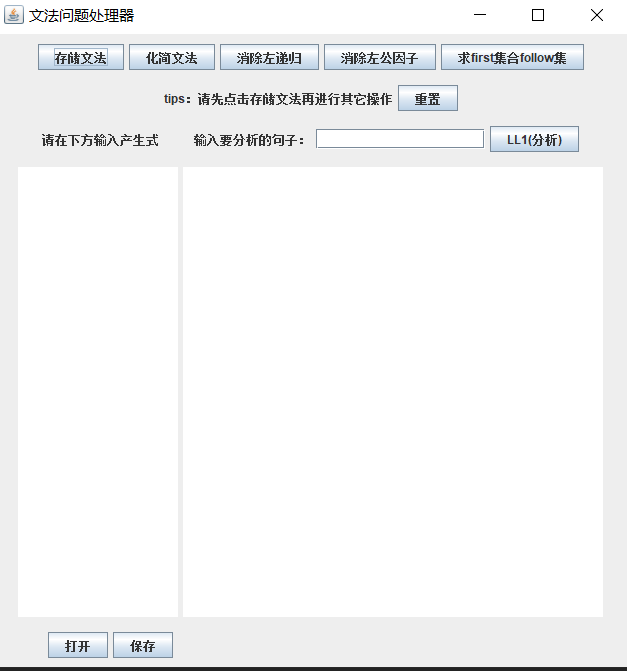 文法问题处理器
存储文法 化简文法 消除左递归 消除左公因子 求first集合follow集
tips：请先点击存储文法再进行其它操作 重置
请在下方输入产生式 输入要分析的句子： LL1(分析)
打开 保存